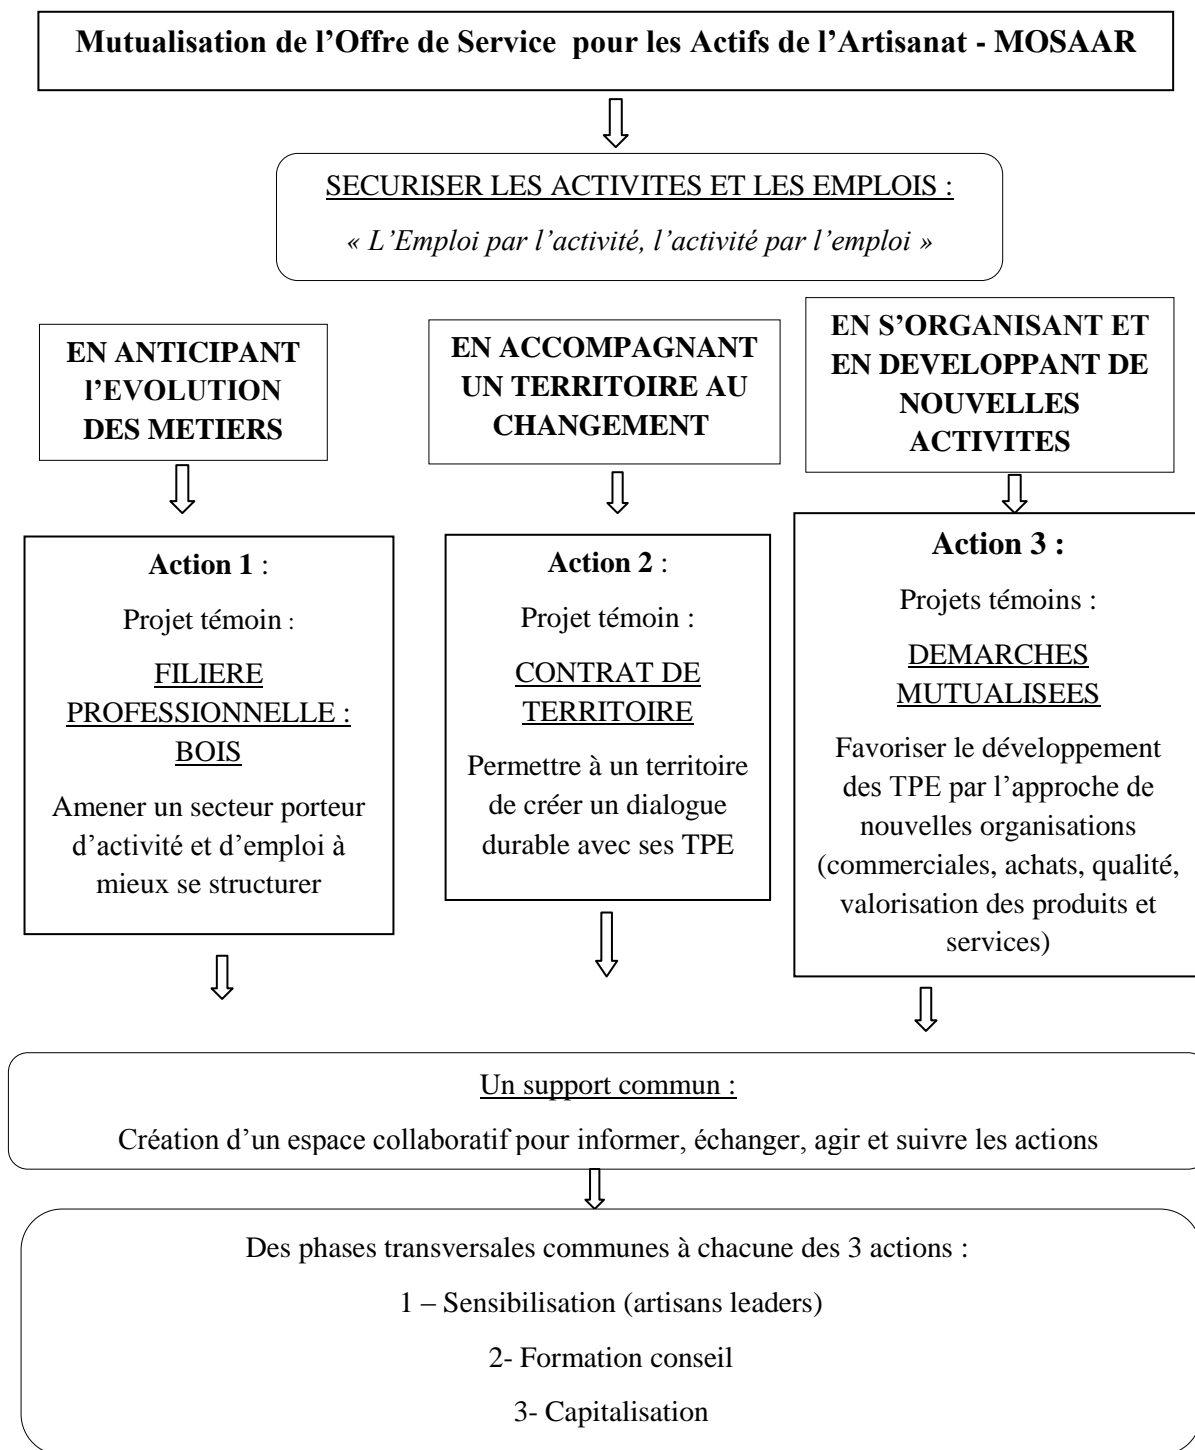 Mutualisation de l’Offre de Service  pour les Actifs de l’Artisanat - MOSAAR
SECURISER LES ACTIVITES ET LES EMPLOIS :
« L’Emploi par l’activité, l’activité par l’emploi »
EN ANTICIPANT
l’EVOLUTION
DES METIERS
EN ACCOMPAGNANT
UN TERRITOIRE AU
CHANGEMENT
EN S’ORGANISANT ET
EN DEVELOPPANT DE
NOUVELLES
ACTIVITES
Action 1 :
Projet témoin :
FILIERE
PROFESSIONNELLE :
BOIS
Amener un secteur porteur
d’activité et d’emploi à
mieux se structurer
Action 2 :
Projet témoin :
CONTRAT DE
TERRITOIRE
Permettre à un territoire
de créer un dialogue
durable avec ses TPE
Action 3 :
Projets témoins :
DEMARCHES
MUTUALISEES
Favoriser le développement
des TPE par l’approche de
nouvelles organisations
(commerciales, achats, qualité,
valorisation des produits et
services)
Un support commun :
Création d’un espace collaboratif pour informer, échanger, agir et suivre les actions
Des phases transversales communes à chacune des 3 actions :
1 – Sensibilisation (artisans leaders)
2- Formation conseil
3- Capitalisation